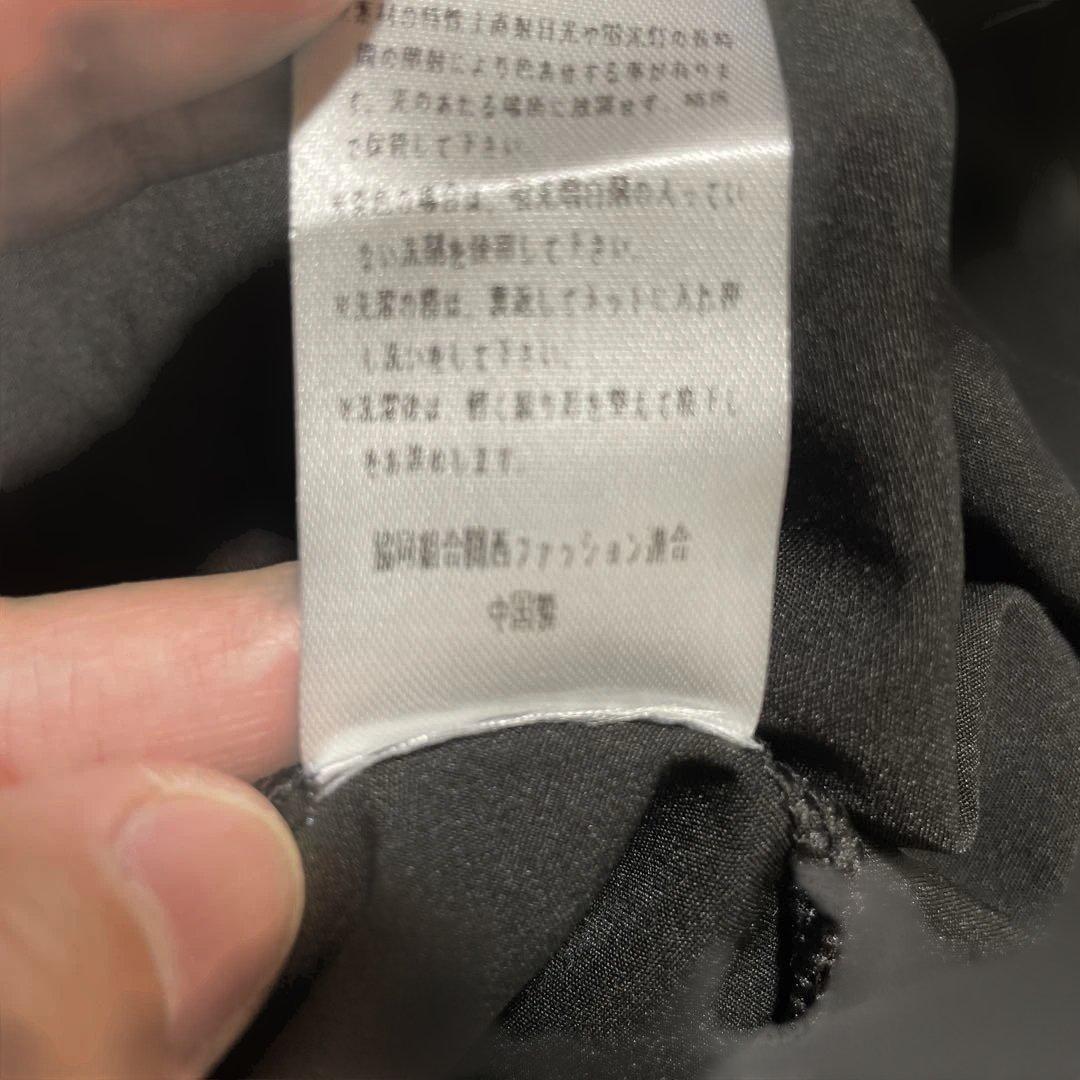 素材の特性上直射日光や蛍光灯の長時
間の照射により色あせする事が有りま
す。光のあたる場所に放置せず、暗所
で保管して下さい。
※淡色の場合は、蛍光増白剤の入ってい
ない洗剤を使用して下さい。
※洗濯の際は、裏返してネットに入れ押
し洗いをして下さい。
※洗濯後は、軽く振り形を整えて陰干し
をお勧めします。
協同組合関西ファッション連合
中国製